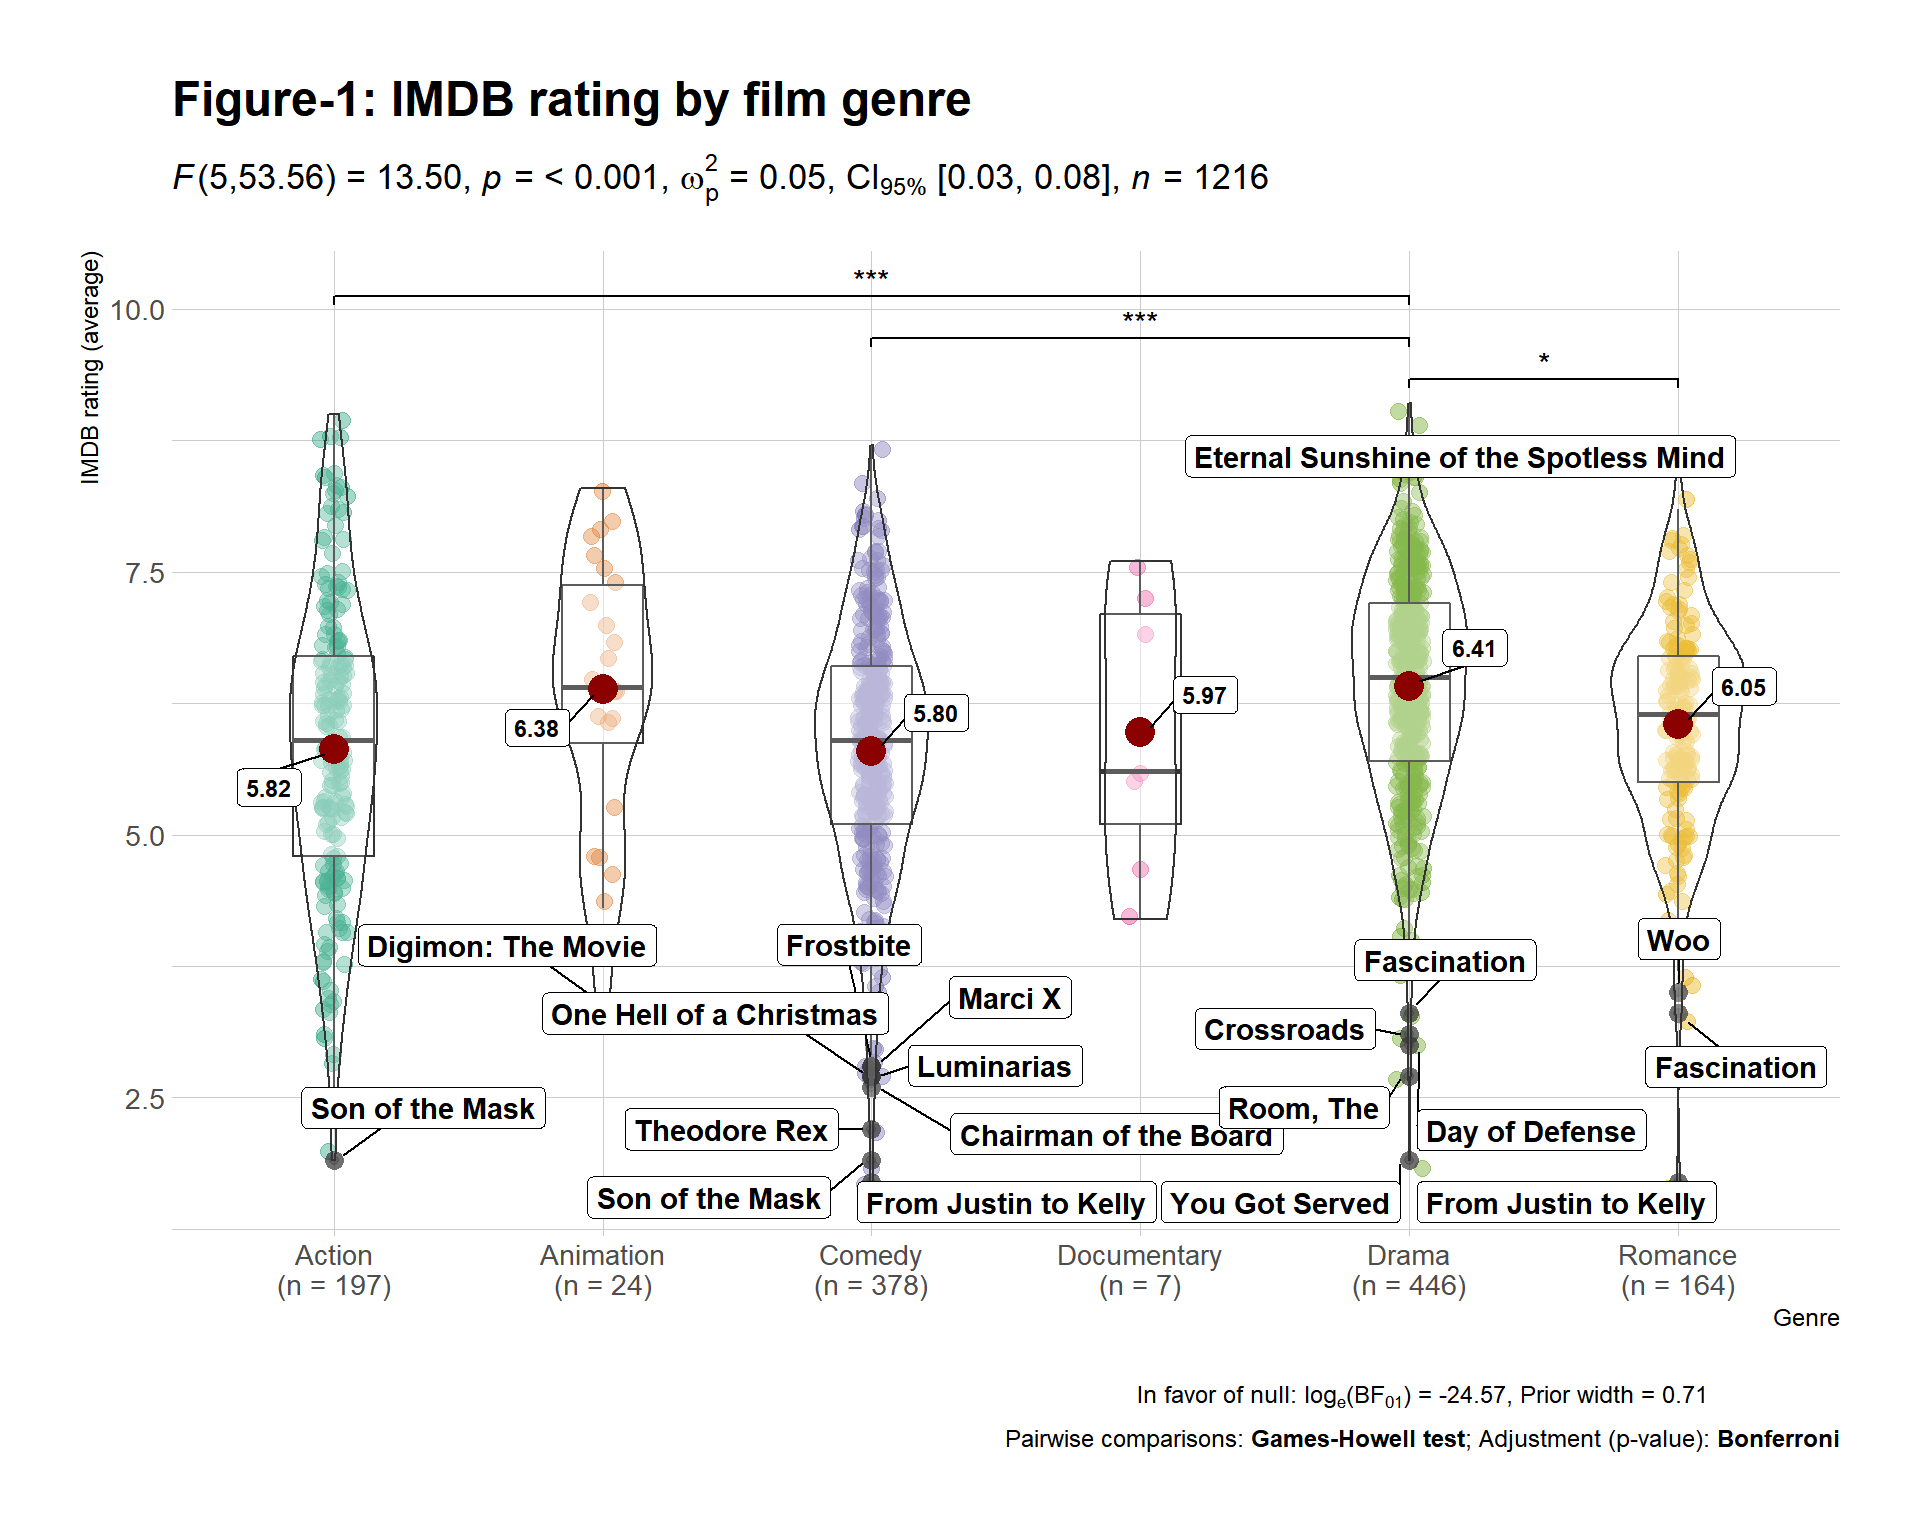 Figure-1: IMDB rating by film genre
F(5,53.56) = 13.50, p = < 0.001, ω²ₚ = 0.05, CI₉₅% [0.03, 0.08], n = 1216
IMDB rating (average)
***
10.0
***
*
Eternal Sunshine of the Spotless Mind
7.5
6.41
6.05
5.97
5.80
6.38
5.82
5.0
Woo
Digimon: The Movie
Frostbite
Fascination
Marci X
One Hell of a Christmas
Crossroads
Luminarias
Fascination
2.5
Son of the Mask
Room, The
Theodore Rex
Chairman of the Board
Day of Defense
Son of the Mask
From Justin to Kelly
You Got Served
From Justin to Kelly
Action
(n = 197)
Animation
(n = 24)
Comedy
(n = 378)
Documentary
(n = 7)
Drama
(n = 446)
Romance
(n = 164)
Genre
In favor of null: logₑ(BF₀₁) = -24.57, Prior width = 0.71
Pairwise comparisons: Games-Howell test; Adjustment (p-value): Bonferroni